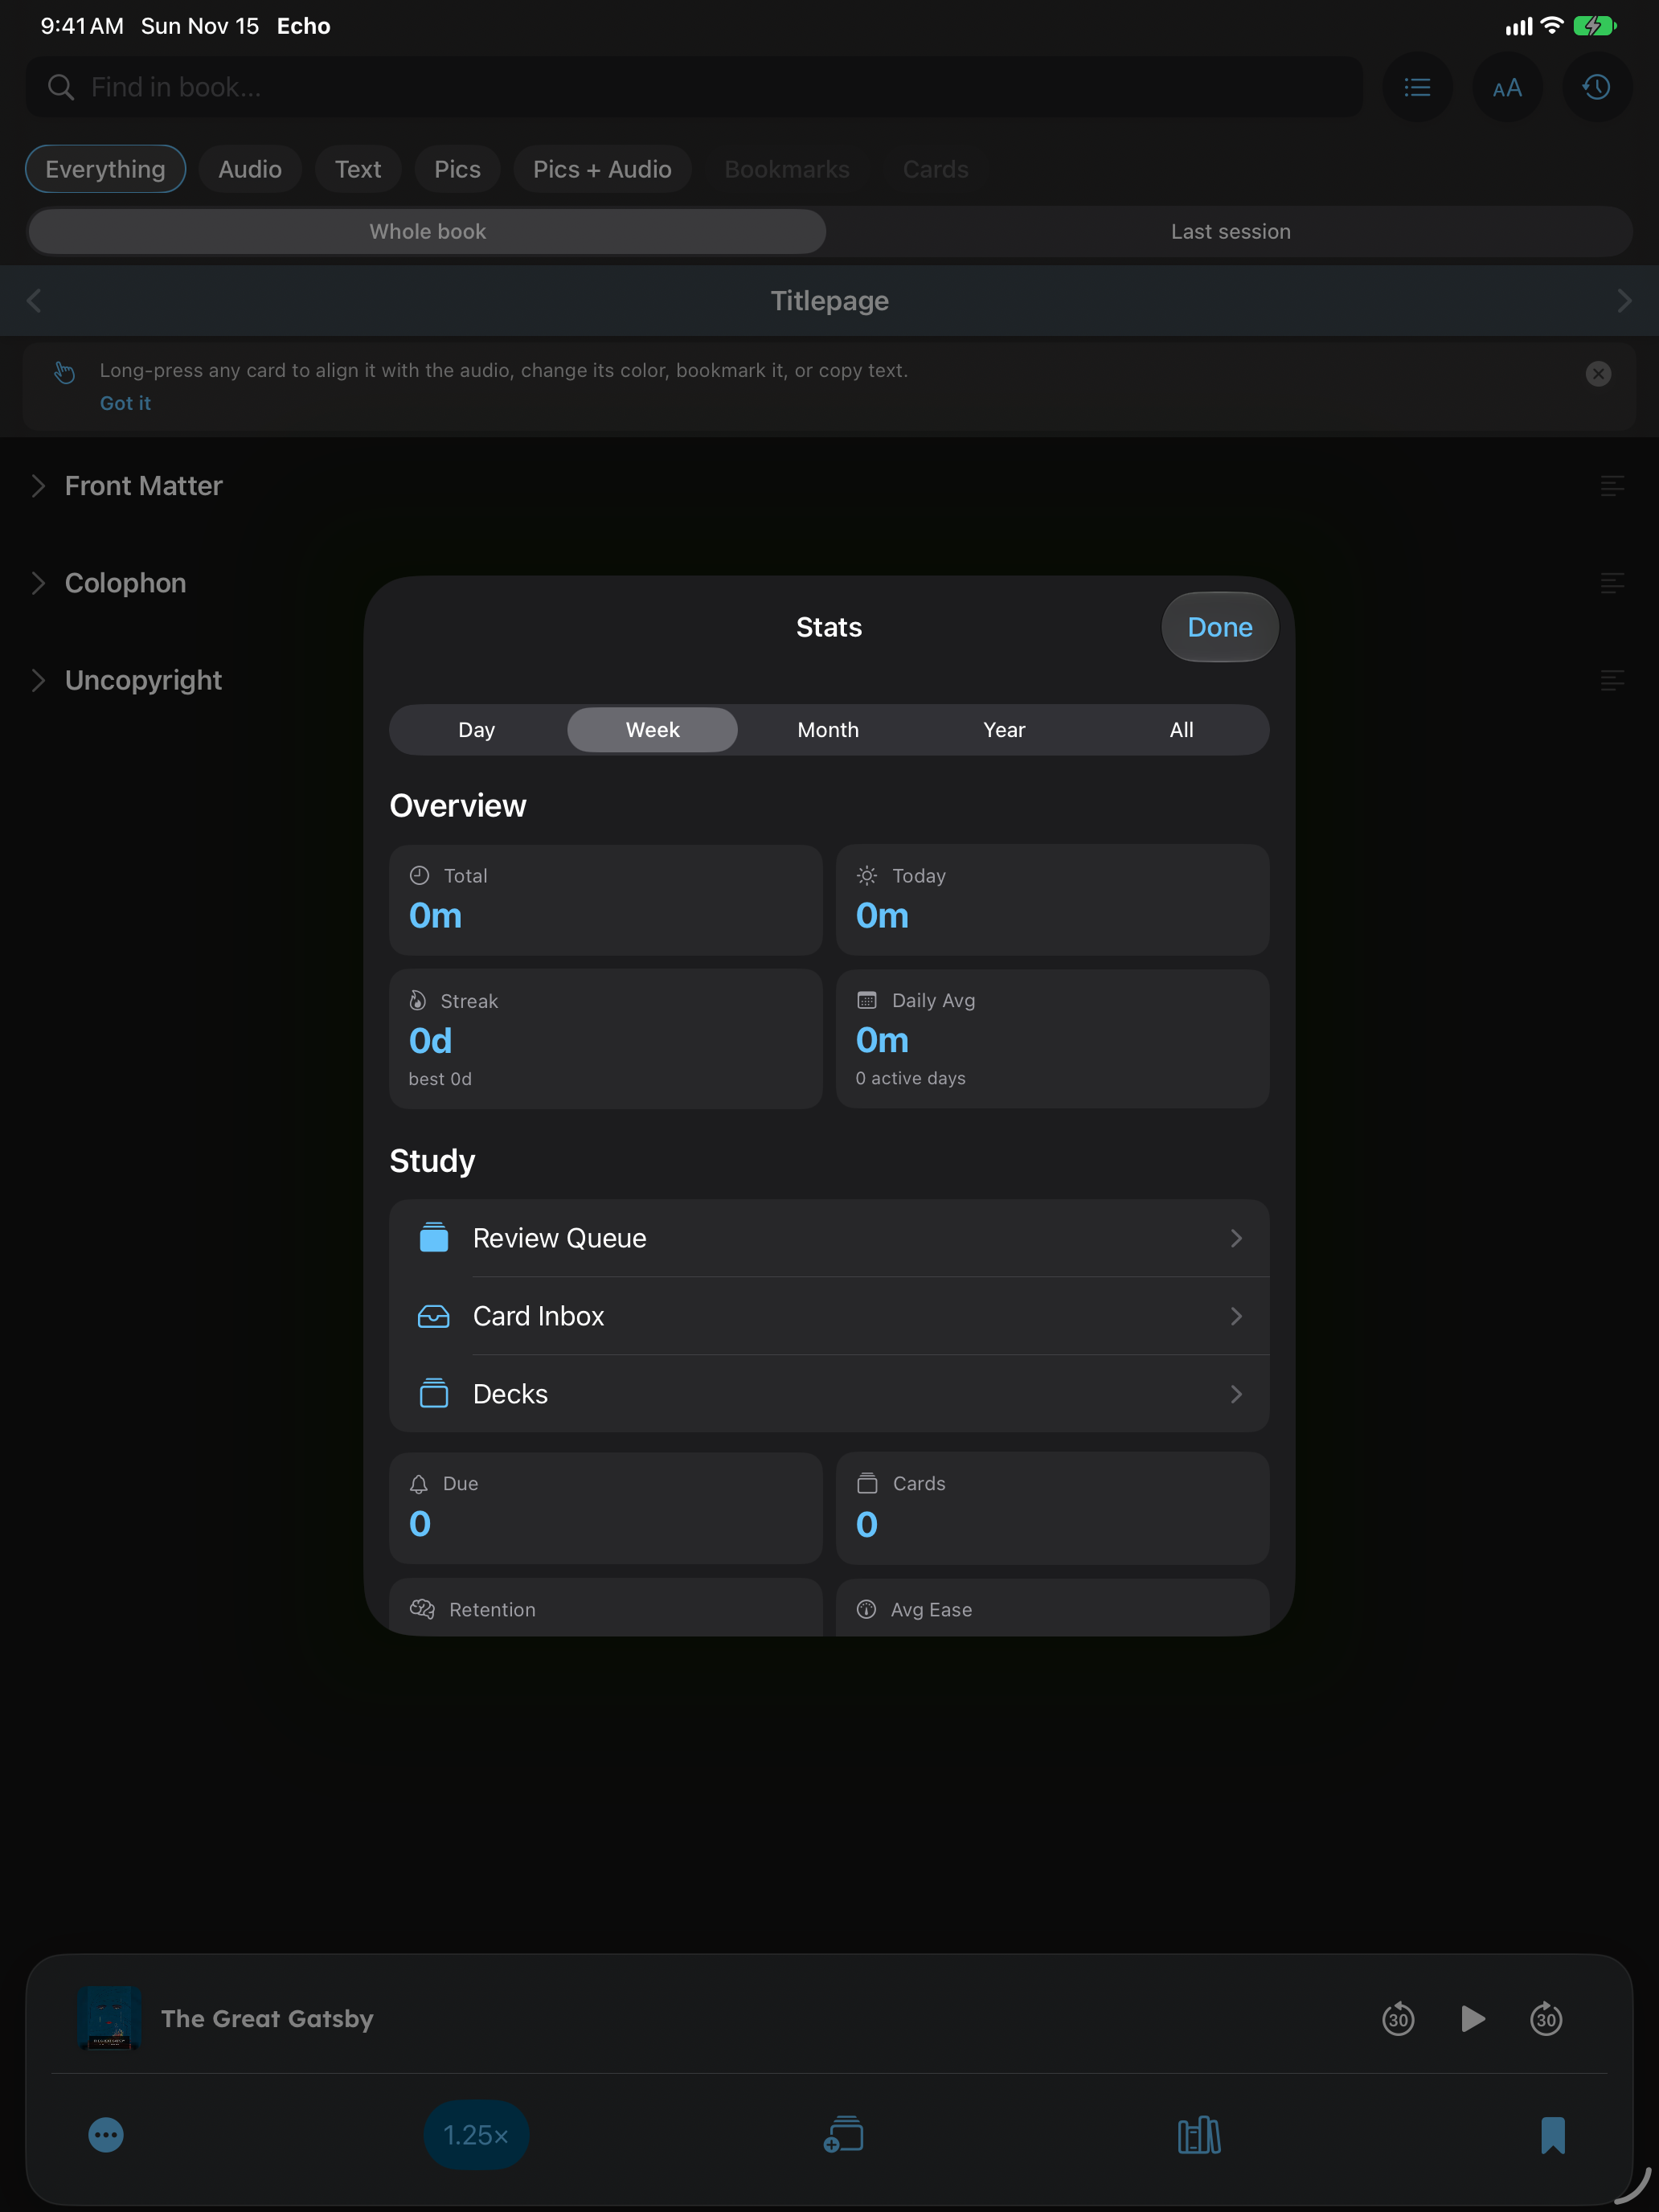 9:41 AM Sun Nov 15 Echo
Find in book...
AA
Everything Audio Text Pics Pics + Audio Bookmarks Cards
Whole book Last session
Titlepage
Long-press any card to align it with the audio, change its color, bookmark it, or copy text.
Got it
Front Matter
Colophon
Uncopyright
Stats Done
Day Week Month Year All
Overview
Total Today
0m 0m
Streak Daily Avg
0d 0m
best 0d 0 active days
Study
Review Queue
Card Inbox
Decks
Due Cards
0 0
Retention Avg Ease
The Great Gatsby 30 30
1.25×